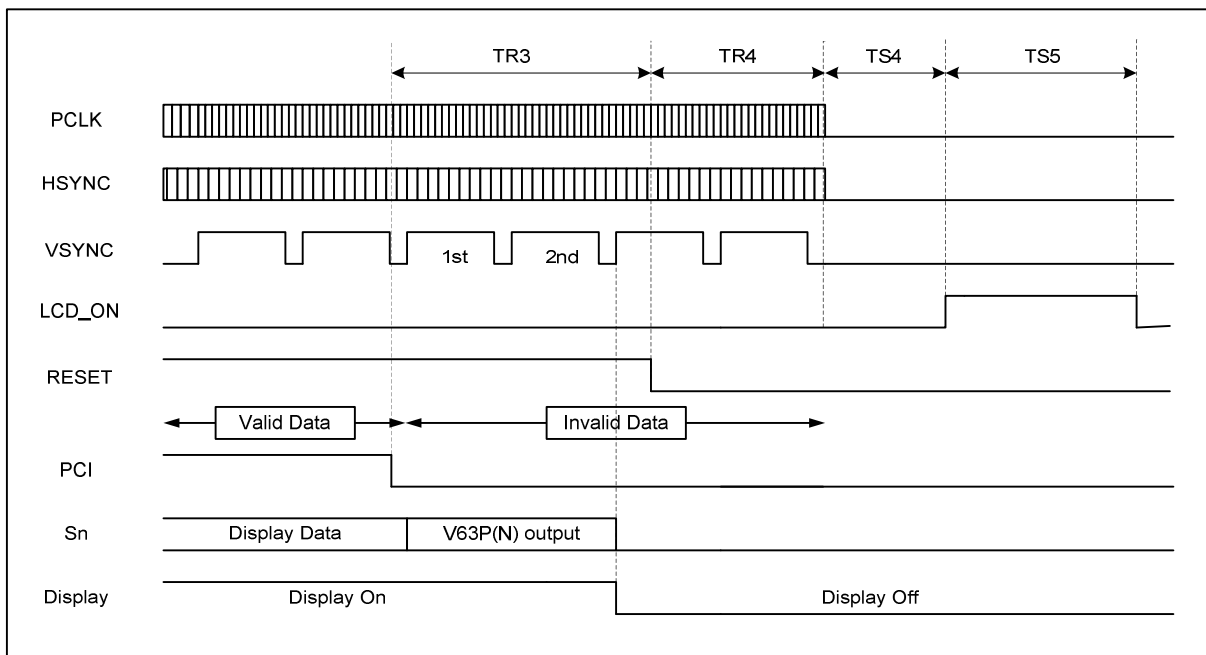 TR3 TR4 TS4 TS5
PCLK
HSYNC
VSYNC 1st 2nd
LCD_ON
RESET
Valid Data Invalid Data
PCI
Sn Display Data V63P(N) output
Display Display On Display Off